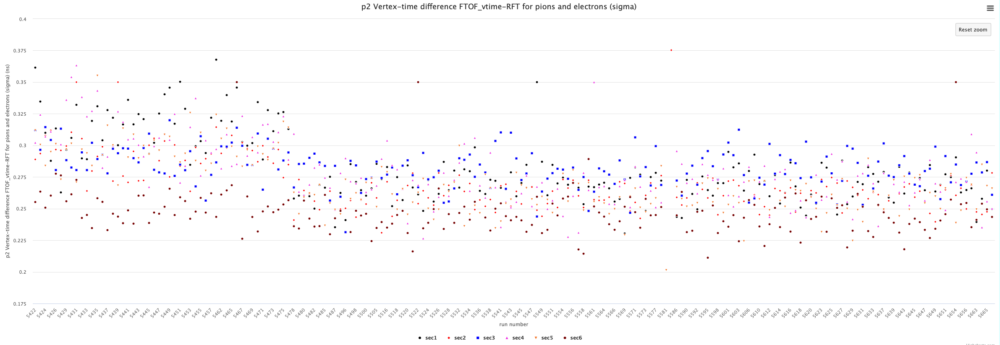 p2 Vertex-time difference FTOF_vtime-RFT for pions and electrons (sigma)
Reset zoom
p2 Vertex-time difference FTOF_vtime-RFT for pions and electrons (sigma) (ns)
0.4
0.375
0.35
0.325
0.3
0.275
0.25
0.225
0.2
0.175
5422 5424 5426 5429 5431 5433 5435 5437 5439 5441 5443 5445 5447 5449 5451 5453 5455 5457 5462 5465 5467 5469 5471 5473 5475 5478 5480 5482 5485 5487 5496 5498 5500 5505 5516 5518 5520 5522 5524 5526 5528 5532 5534 5536 5538 5541 5543 5545 5547 5549 5551 5554 5556 5558 5561 5564 5566 5569 5571 5573 5577 5581 5586 5590 5592 5595 5598 5601 5603 5606 5610 5612 5614 5616 5618 5620 5623 5625 5627 5629 5631 5633 5637 5639 5643 5645 5647 5649 5651 5654 5656 5663 5665
run number
sec1 sec2 sec3 sec4 sec5 sec6
Highcharts.com